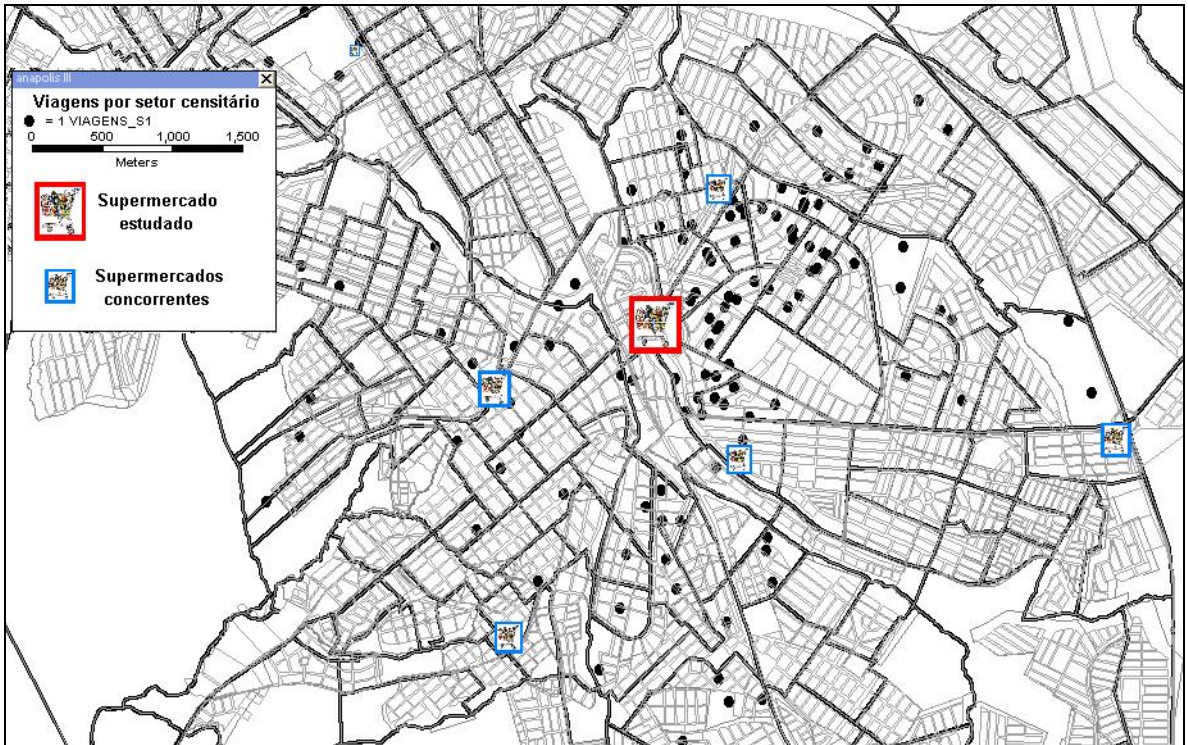 anapolis III
Viagens por setor censitário
= 1 VIAGENS_S1
0 500 1,000 1,500
Meters
Supermercado
estudado
Supermercados
concorrentes